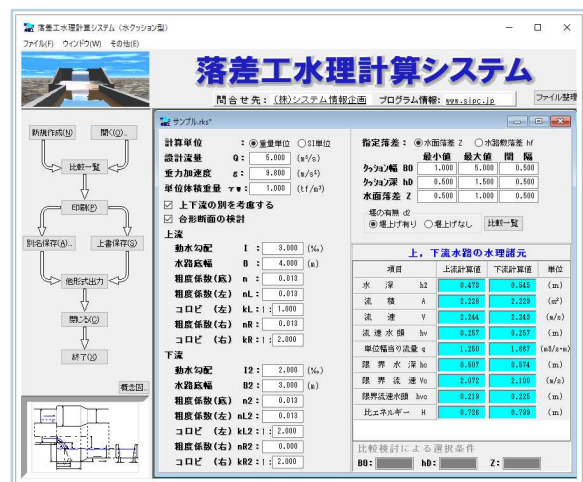 落差工水理計算システム（水クッション型）
ファイル(F) ウィンドウ(W) その他(E)
落差工水理計算システム
問合せ先： (株)システム情報企画 プログラム情報： www.sipc.jp
ファイル整理
新規作成(N) 開く(O)..
比較一覧
印刷(P)
別名保存(A).. 上書保存(S)
他形式出力
閉じる(C)
終了(X)
概念図..
サンプル.rks*
計算単位 ： 重量単位 SI単位
設計流量 Q： 5.000 (m³/s)
重力加速度 g： 9.800 (m/s²)
単位体積重量 γw： 1.000 (tf/m³)
上下流の別を考慮する
台形断面の検討
上流
動水勾配 I ： 3.000 (‰)
水路底幅 B ： 4.000 (m)
粗度係数(底) n ： 0.013
粗度係数(左) nL： 0.013
コロビ (左) kL：1： 1.000
粗度係数(右) nR： 0.013
コロビ (右) kR：1： 2.000
下流
動水勾配 I2： 2.000 (‰)
水路底幅 B2： 3.000 (m)
粗度係数(底) n2： 0.013
粗度係数(左) nL2： 0.013
コロビ (左) kL2：1： 2.000
粗度係数(右) nR2： 0.000
コロビ (右) kR2：1： 2.000
指定落差： 水面落差 Z 水路敷落差 hf
最小値 最大値 間 隔
クッション幅 B0 1.000 5.000 0.500
クッション深 hD 0.500 1.500 0.500
水面落差 Z 0.500 1.500 0.500
堰の有無 d2
堰上げ有り 堰上げなし 比較一覧
上，下流水路の水理諸元
項目 上流計算値 下流計算値 単位
水 深 h2 0.473 0.545 (m)
流 積 A 2.228 2.229 (m²)
流 速 V 2.244 2.243 (m/s)
流速水頭 hv 0.257 0.257 (m)
単位幅当り流量 q 1.250 1.667 (m3/s・m)
限 界 水 深 hc 0.507 0.574 (m)
限 界 流 速 Vc 2.072 2.100 (m/s)
限界流速水頭 hvc 0.219 0.225 (m)
比エネルギー H 0.726 0.799 (m)
比較検討による選択条件
B0： hD： Z：